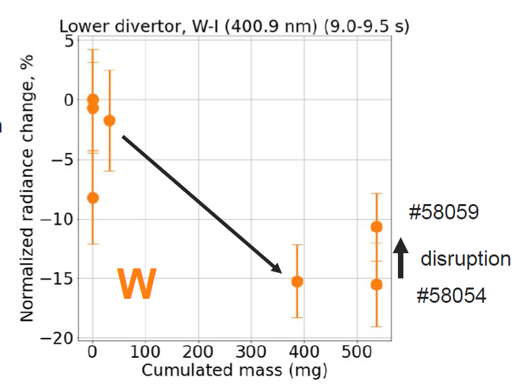 Lower divertor, W-I (400.9 nm) (9.0-9.5 s)
Normalized radiance change, %
5
0
−5
−10
−15
−20
W
#58059
disruption
#58054
0 100 200 300 400 500
Cumulated mass (mg)